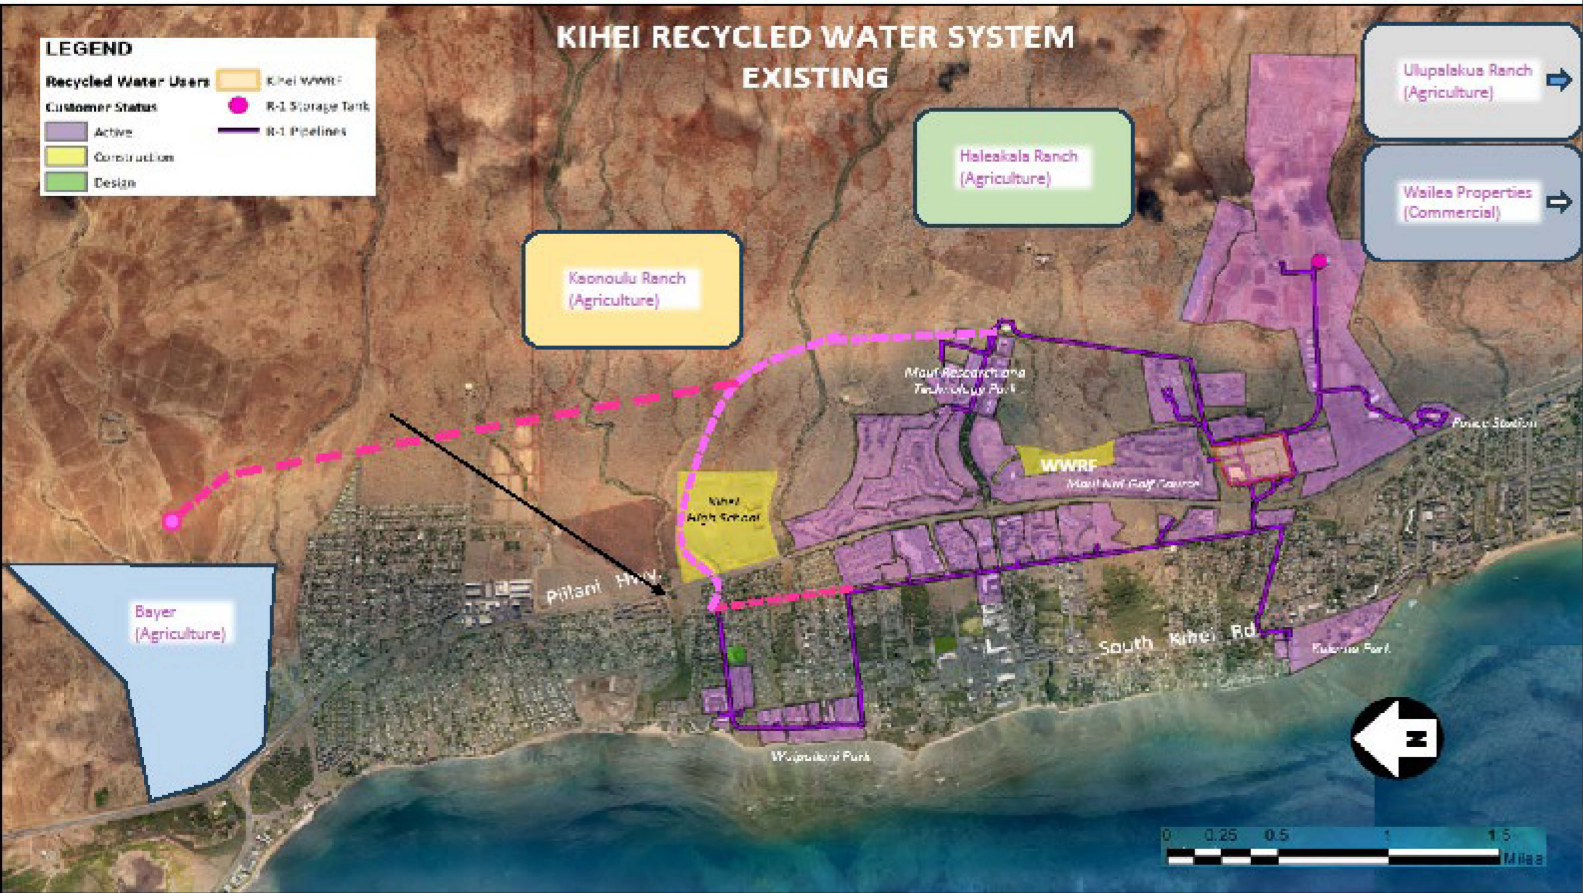 KIHEI RECYCLED WATER SYSTEM
EXISTING
LEGEND
Recycled Water Users
Customer Status
Active
Construction
Design
Kihei WWRF
R-1 Storage Tank
R-1 Pipelines
Ulupalakua Ranch
(Agriculture)
Wailea Properties
(Commercial)
Haleakala Ranch
(Agriculture)
Kaonoulu Ranch
(Agriculture)
Maui Research and
Technology Park
Police Station
WWRF
Maui Nui Golf Course
Kihei
High School
Piilani Hwy.
Bayer
(Agriculture)
South Kihei Rd
Kalama Park
Waipuilani Park
N
0 0.25 0.5 1 1.5
Miles